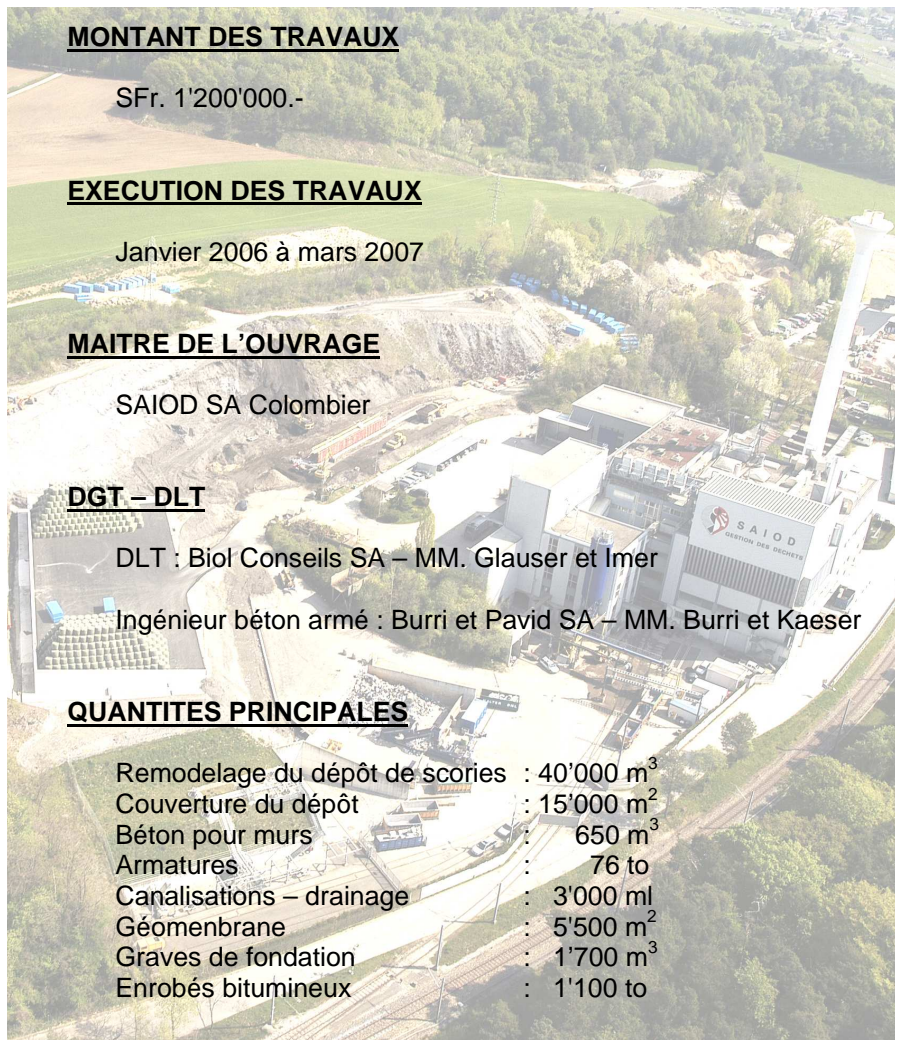 MONTANT DES TRAVAUX
SFr. 1'200'000.-
EXECUTION DES TRAVAUX
Janvier 2006 à mars 2007
MAITRE DE L’OUVRAGE
SAIOD SA Colombier
DGT – DLT
DLT : Biol Conseils SA – MM. Glauser et Imer
Ingénieur béton armé : Burri et Pavid SA – MM. Burri et Kaeser
QUANTITES PRINCIPALES
Remodelage du dépôt de scories : 40’000 m³
Couverture du dépôt : 15’000 m²
Béton pour murs : 650 m³
Armatures : 76 to
Canalisations – drainage : 3'000 ml
Géomenbrane : 5'500 m²
Graves de fondation : 1’700 m³
Enrobés bitumineux : 1'100 to
SAIOD
GESTION DES DECHETS